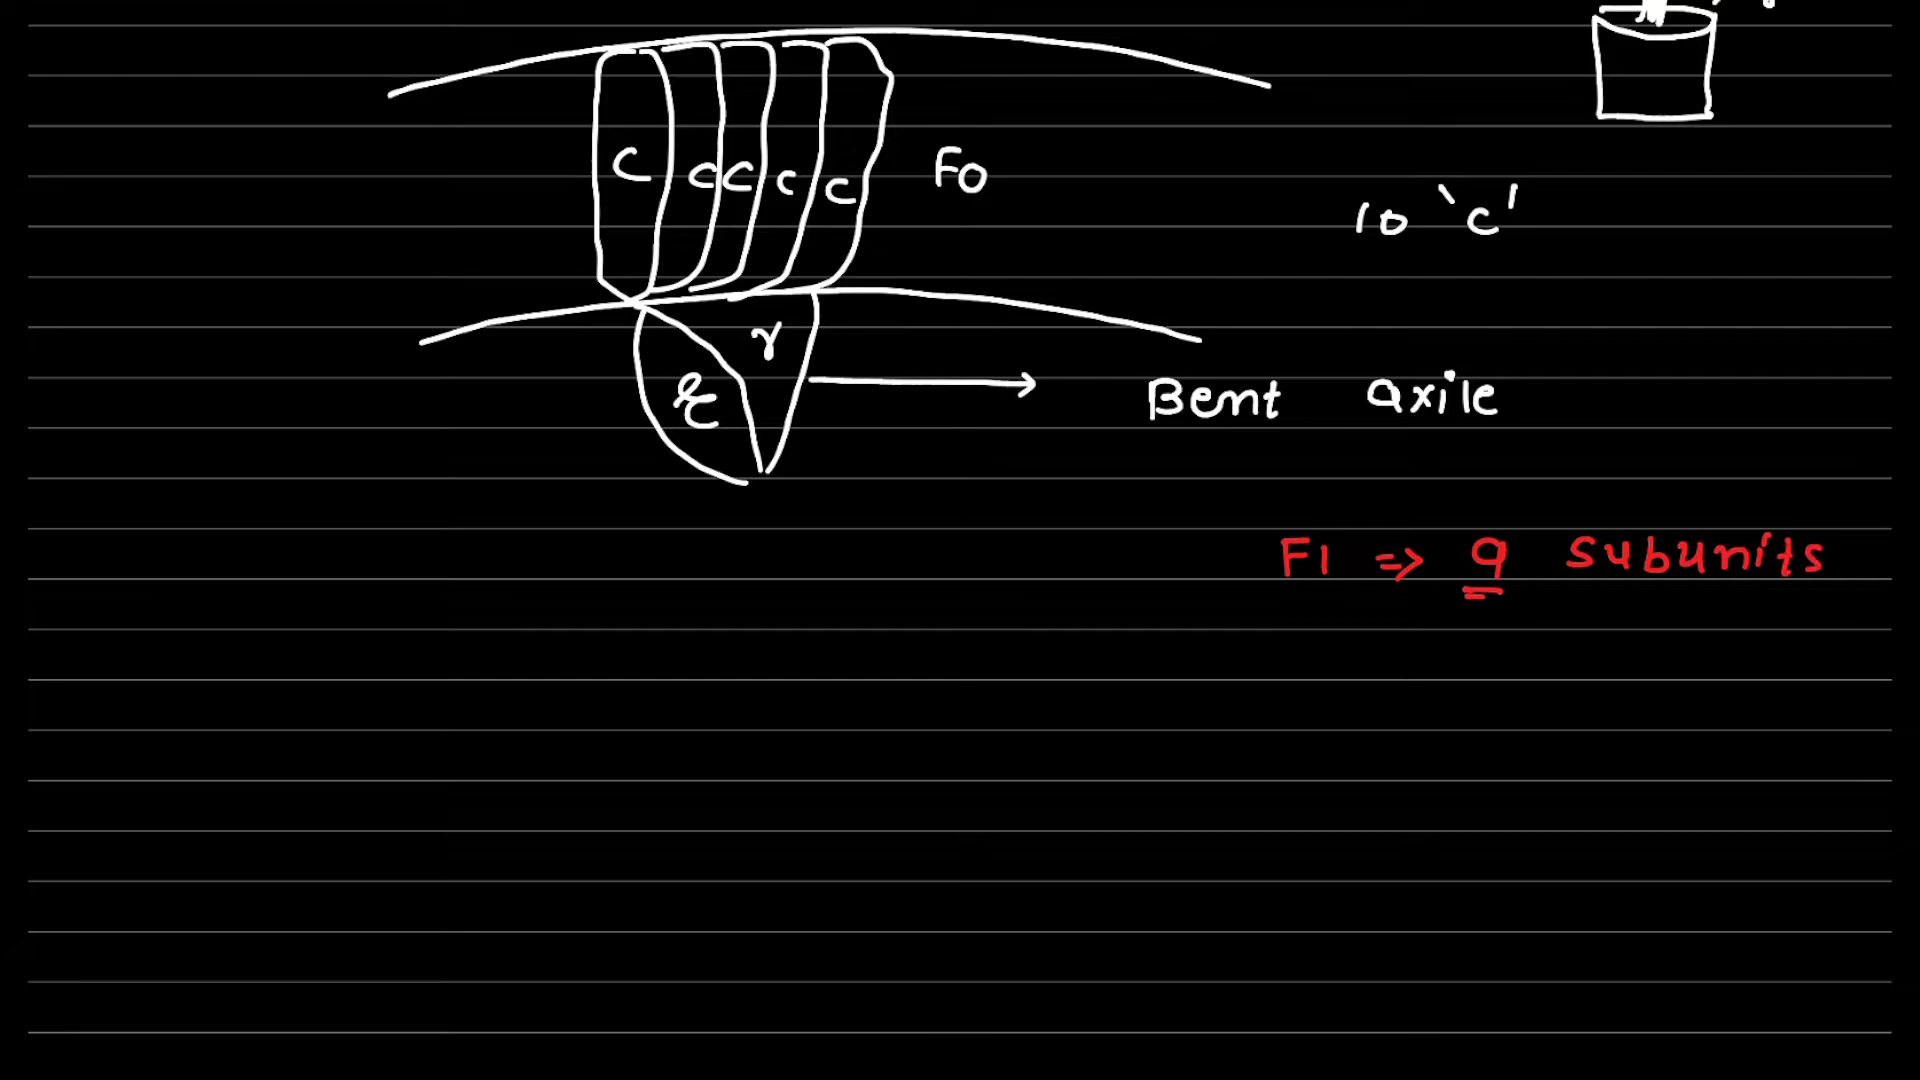 C C C C C Fo
10 'c'
γ
Ɛ Bent axile
F1 => 9 subunits